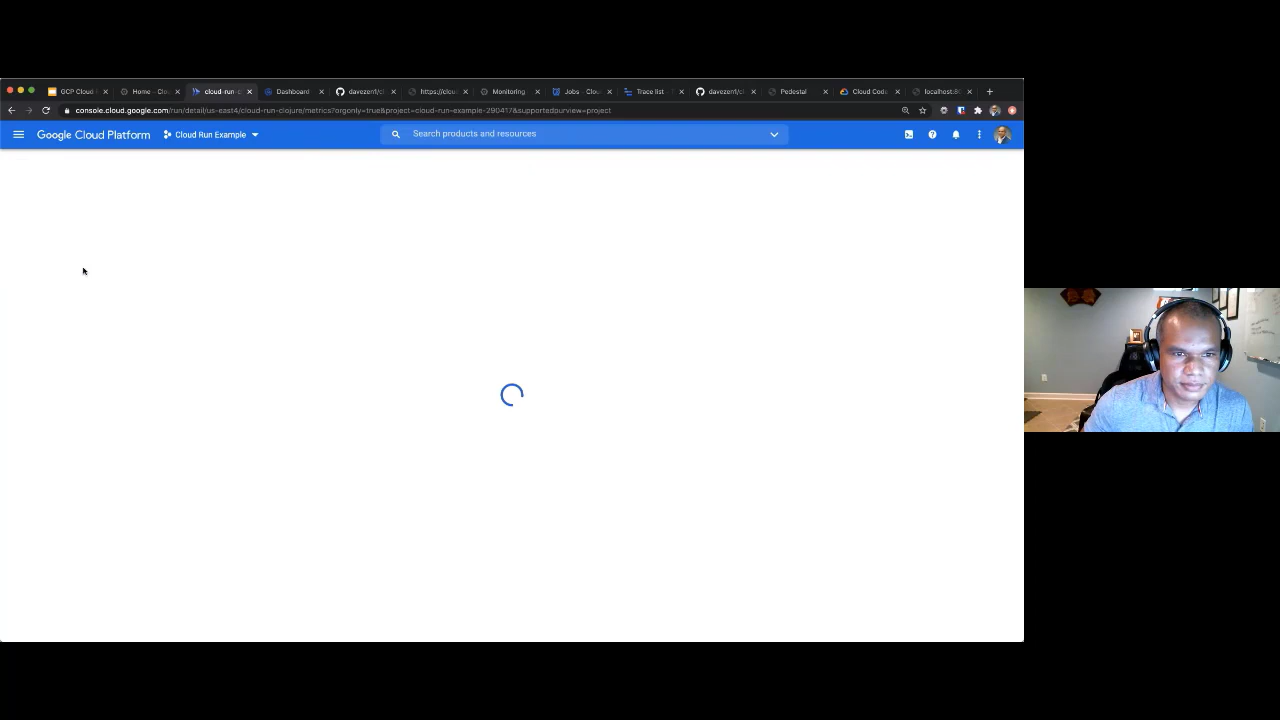 GCP Cloud
Home – Clo
cloud-run-c
Dashboard
davezen1/cl
https://clou
Monitoring
Jobs – Clou
Trace list
davezen1/cl
Pedestal
Cloud Code
localhost:80
console.cloud.google.com/run/detail/us-east4/cloud-run-clojure/metrics?orgonly=true&project=cloud-run-example-290417&supportedpurview=project
Google Cloud Platform
Cloud Run Example
Search products and resources